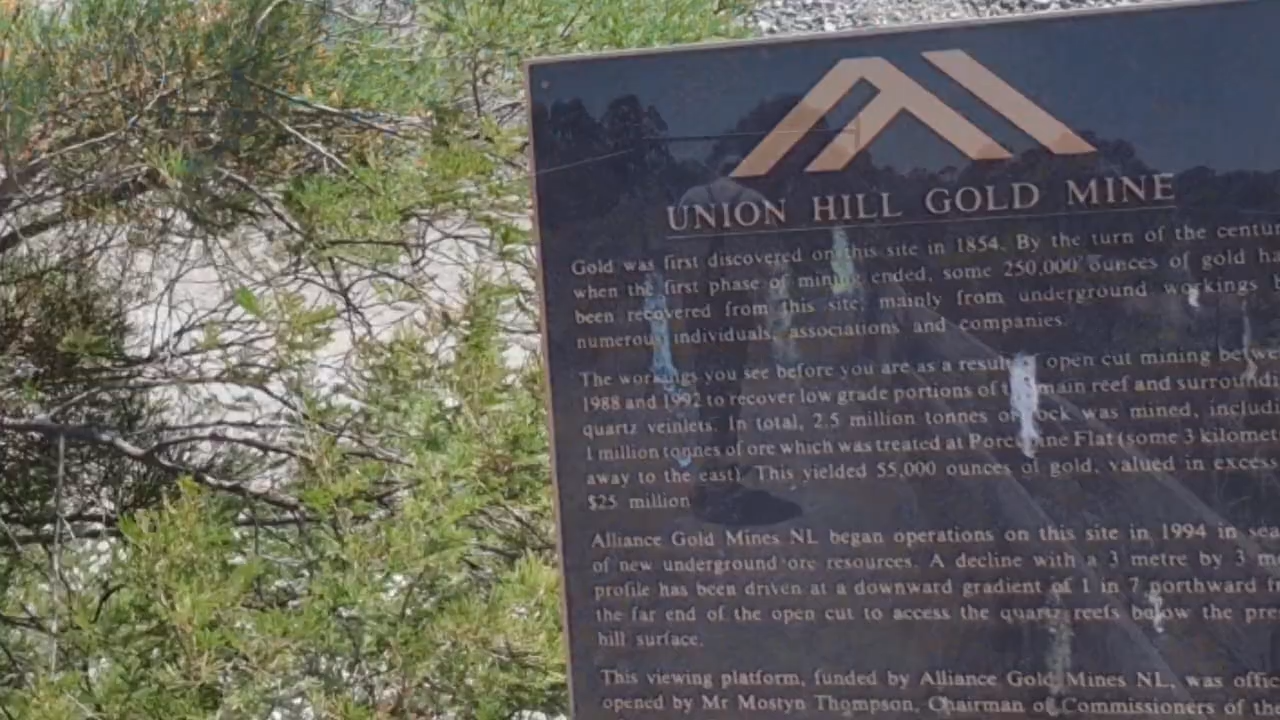 UNION HILL GOLD MINE
Gold was first discovered on this site in 1854. By the turn of the centur
when the first phase of mining ended, some 250,000 ounces of gold ha
been recovered from this site, mainly from underground workings b
numerous individuals, associations and companies.
The workings you see before you are as a result of open cut mining betwe
1988 and 1992 to recover low grade portions of the main reef and surroundi
quartz veinlets. In total, 2.5 million tonnes of rock was mined, includi
1 million tonnes of ore which was treated at Porcupine Flat (some 3 kilomet
away to the east). This yielded 55,000 ounces of gold, valued in excess
$25 million
Alliance Gold Mines NL began operations on this site in 1994 in sea
of new underground ore resources. A decline with a 3 metre by 3 me
profile has been driven at a downward gradient of 1 in 7 northward fr
the far end of the open cut to access the quartz reefs below the pre
hill surface.
This viewing platform, funded by Alliance Gold Mines NL, was offic
opened by Mr Mostyn Thompson, Chairman of Commissioners of the